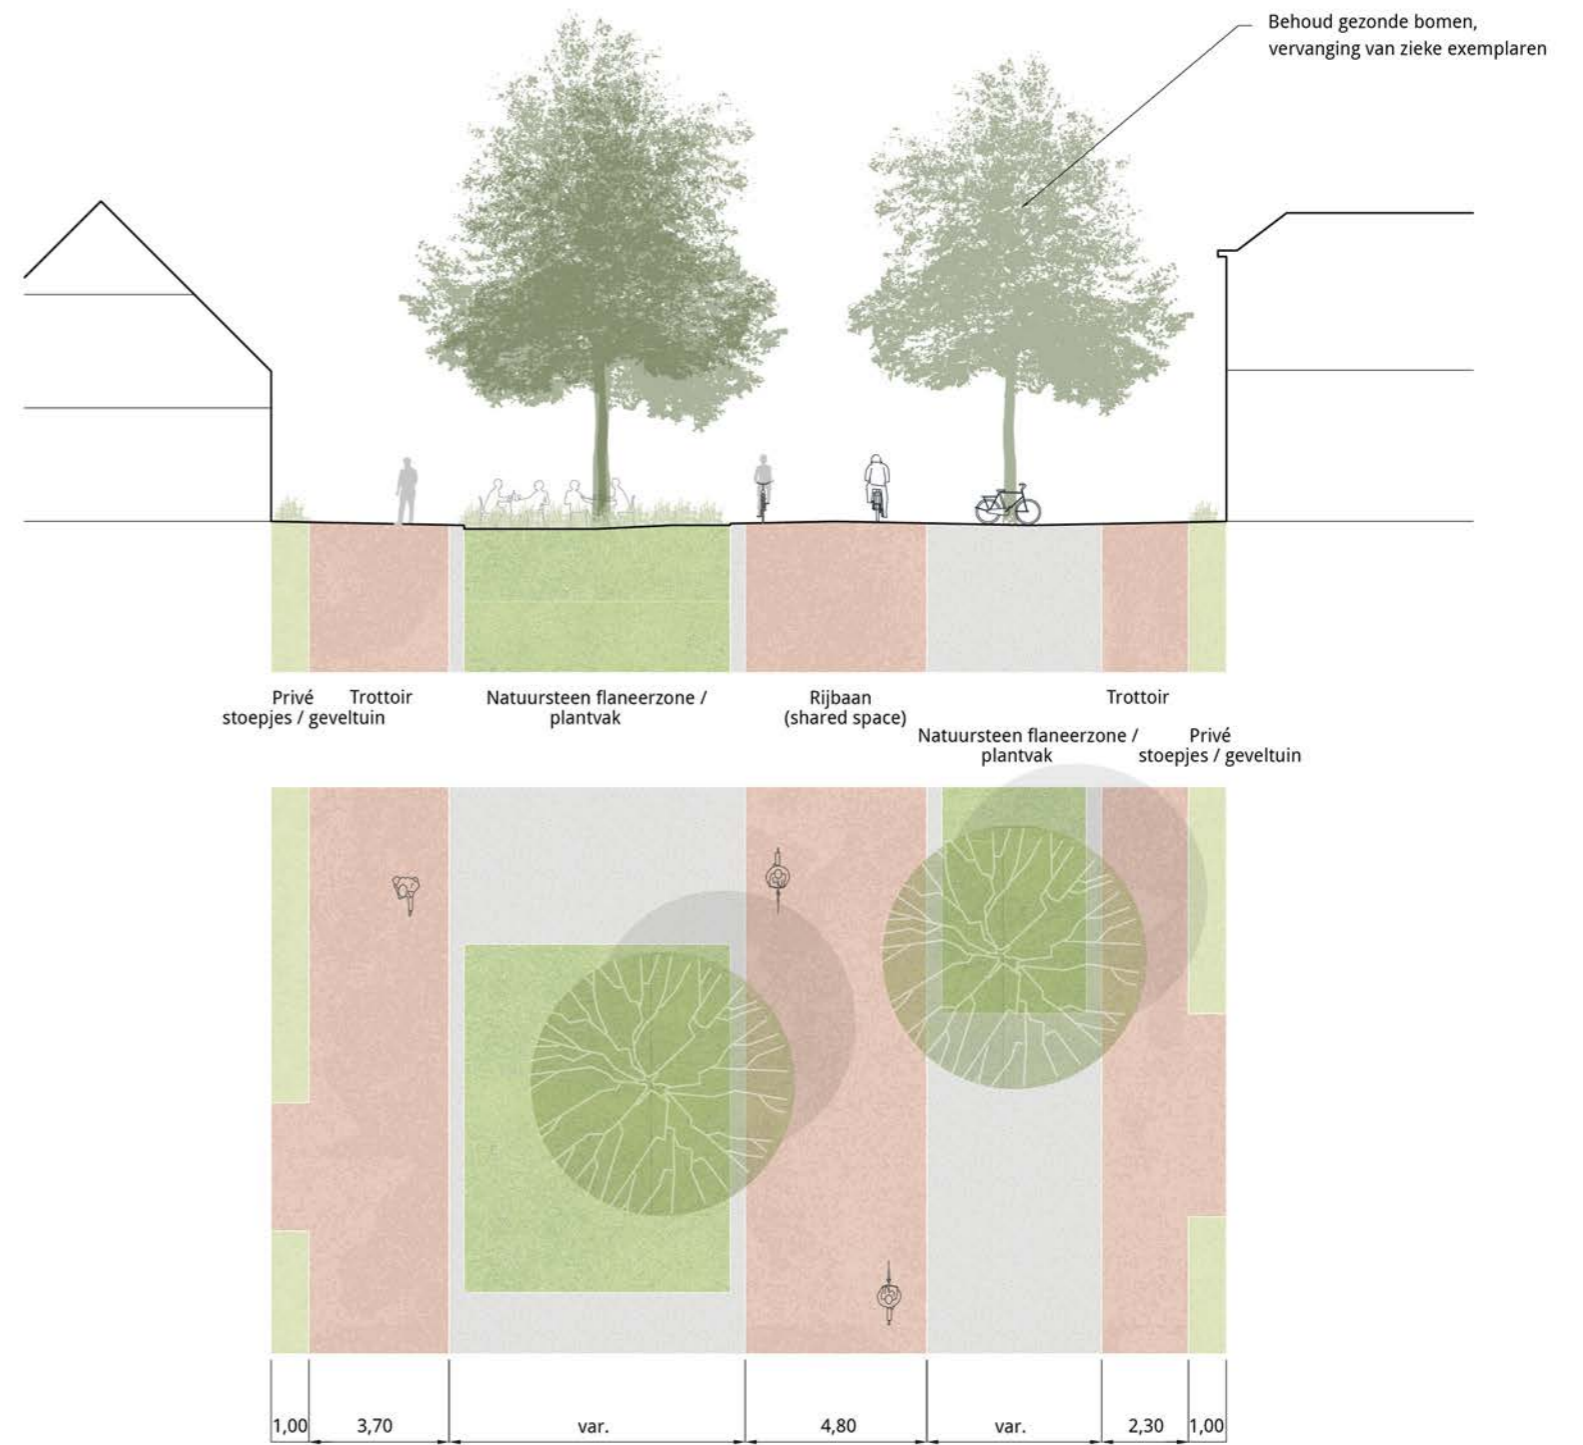 Behoud gezonde bomen,
vervanging van zieke exemplaren
Privé
stoepjes / geveltuin
Trottoir
Natuursteen flaneerzone /
plantvak
Rijbaan
(shared space)
Natuursteen flaneerzone /
plantvak
Trottoir
Privé
stoepjes / geveltuin
1,00
3,70
var.
4,80
var.
2,30
1,00